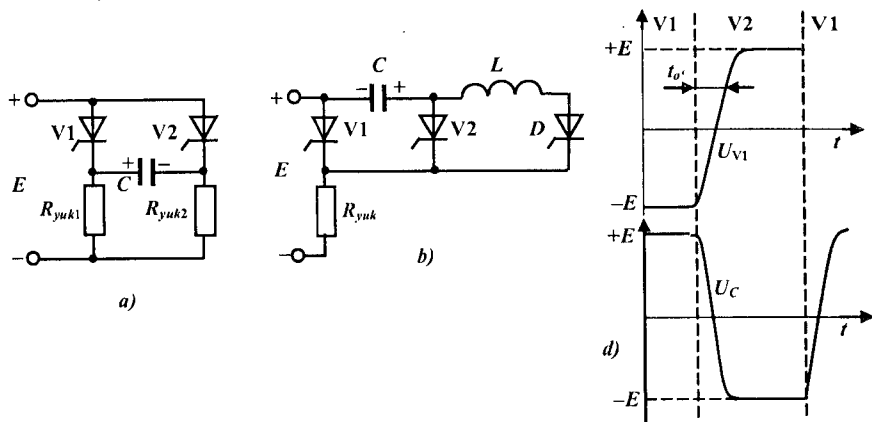 +
V1
V2
+ –
C
E
R_yuk1
R_yuk2
–
a)
C
– +
L
+
V1
V2
D
E
R_yuk
–
b)
V1 V2 V1
+E
t_o‘
t
U_V1
–E
+E
U_C
t
d)
–E